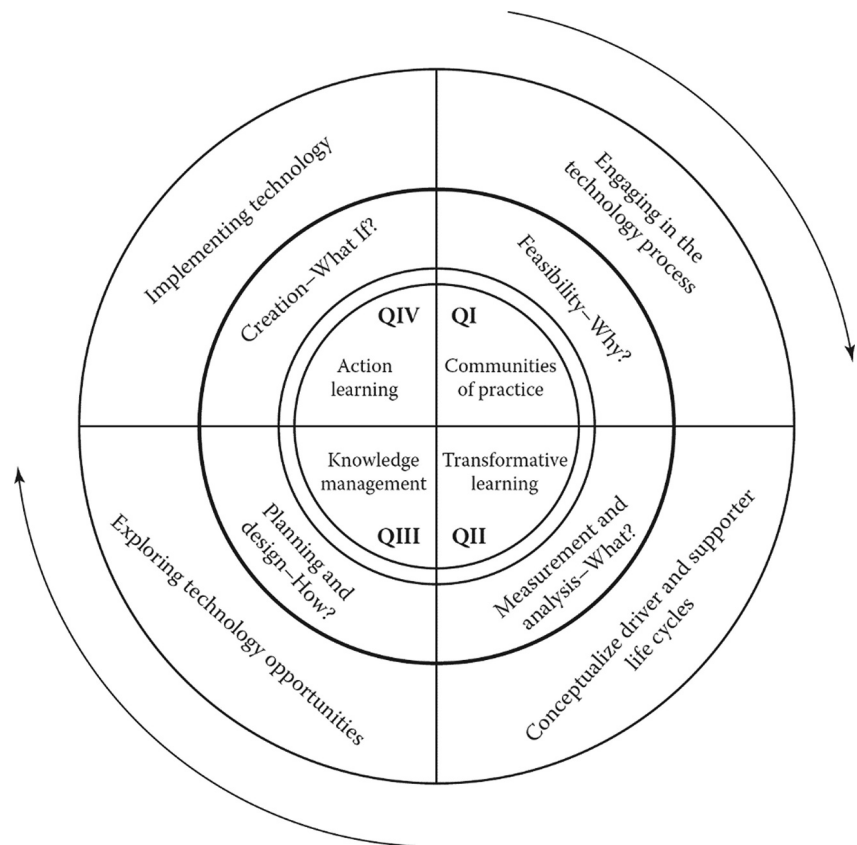 Implementing technology
Engaging in the
technology process
Creation–What If?
Feasibility–Why?
QIV
QI
Action
learning
Communities
of practice
Knowledge
management
Transformative
learning
QIII
QII
Planning and
design–How?
Measurement and
analysis–What?
Exploring technology opportunities
Conceptualize driver and supporter
life cycles